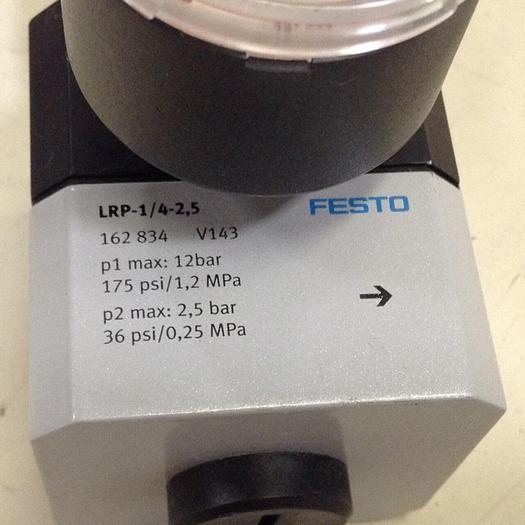 LRP-1/4-2,5 FESTO
162 834 V143
p1 max: 12bar
175 psi/1,2 MPa
p2 max: 2,5 bar
36 psi/0,25 MPa